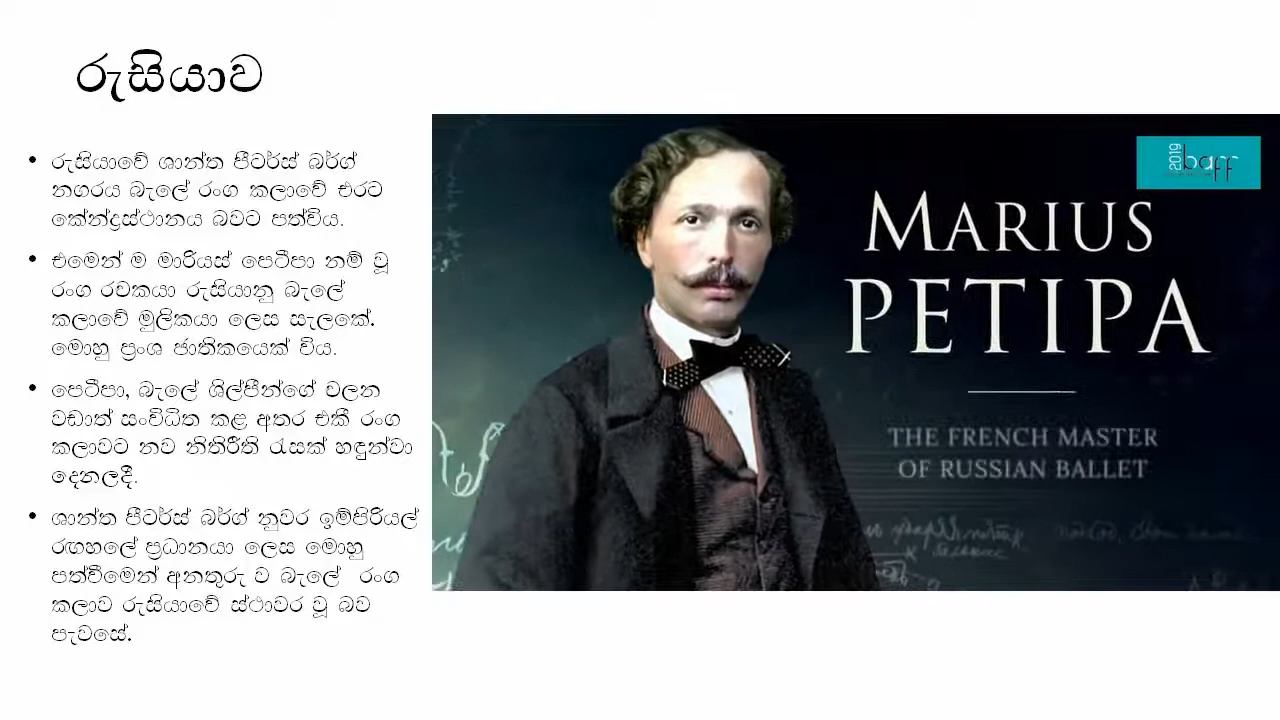 රුසියාව
• රුසියාවේ ශාන්ත පීටර්ස් බර්ග්
නගරය බැලේ රංග කලාවේ එරට
කේන්ද්‍රස්ථානය බවට පත්විය.
• එමෙන් ම මාරියස් පෙටීපා නම් වූ
රංග රචකයා රුසියානු බැලේ
කලාවේ මුලිකයා ලෙස සැලකේ.
මොහු ප්‍රංශ ජාතිකයෙක් විය.
• පෙටීපා, බැලේ ශිල්පීන්ගේ චලන
වඩාත් සංවිධිත කළ අතර එකී රංග
කලාවට නව නීතිරීති රැසක් හඳුන්වා
දෙනලදී.
• ශාන්ත පීටර්ස් බර්ග් නුවර ඉම්පිරියල්
රඟහලේ ප්‍රධානයා ලෙස මොහු
පත්වීමෙන් අනතුරු ව බැලේ රංග
කලාව රුසියාවේ ස්ථාවර වූ බව
පැවසේ.
2019 baff
MARIUS
PETIPA
THE FRENCH MASTER
OF RUSSIAN BALLET